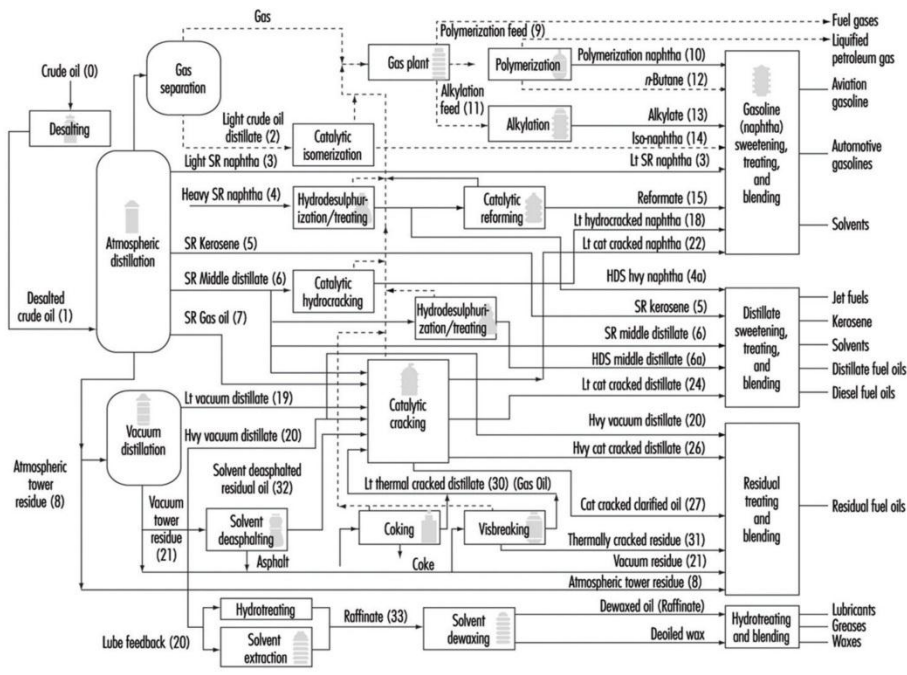 Gas
Polymerization feed (9)
Fuel gases
Liquified
petroleum gas
Crude oil (0)
Gas
separation
Gas plant
Polymerization
Polymerization naphtha (10)
n-Butane (12)
Aviation
gasoline
Desalting
Light crude oil
distillate (2)
Catalytic
isomerization
Alkylation
feed (11)
Alkylation
Alkylate (13)
Iso-naphtha (14)
Gasoline
(naphtha)
sweetening,
treating,
and
blending
Automotive
gasolines
Light SR naphtha (3)
Lt SR naphtha (3)
Heavy SR naphtha (4)
Hydrodesulphur-
ization/treating
Catalytic
reforming
Reformate (15)
Lt hydrocracked naphtha (18)
Solvents
Atmospheric
distillation
SR Kerosene (5)
Lt cat cracked naphtha (22)
SR Middle distillate (6)
Catalytic
hydrocracking
HDS hvy naphtha (4a)
Desalted
crude oil (1)
SR Gas oil (7)
Hydrodesulphur-
ization/treating
SR kerosene (5)
SR middle distillate (6)
HDS middle distillate (6a)
Lt cat cracked distillate (24)
Distillate
sweetening,
treating,
and
blending
Jet fuels
Kerosene
Solvents
Distillate fuel oils
Diesel fuel oils
Lt vacuum distillate (19)
Catalytic
cracking
Vacuum
distillation
Hvy vacuum distillate (20)
Hvy vacuum distillate (20)
Hvy cat cracked distillate (26)
Atmospheric
tower
residue (8)
Solvent deasphalted
residual oil (32)
Lt thermal cracked distillate (30) (Gas Oil)
Residual
treating
and
blending
Residual fuel oils
Vacuum
tower
residue
(21)
Solvent
deasphalting
Asphalt
Coking
Coke
Visbreaking
Cat cracked clarified oil (27)
Thermally cracked residue (31)
Vacuum residue (21)
Atmospheric tower residue (8)
Lube feedback (20)
Hydrotreating
Solvent
extraction
Raffinate (33)
Solvent
dewaxing
Dewaxed oil (Raffinate)
Deoiled wax
Hydrotreating
and blending
Lubricants
Greases
Waxes